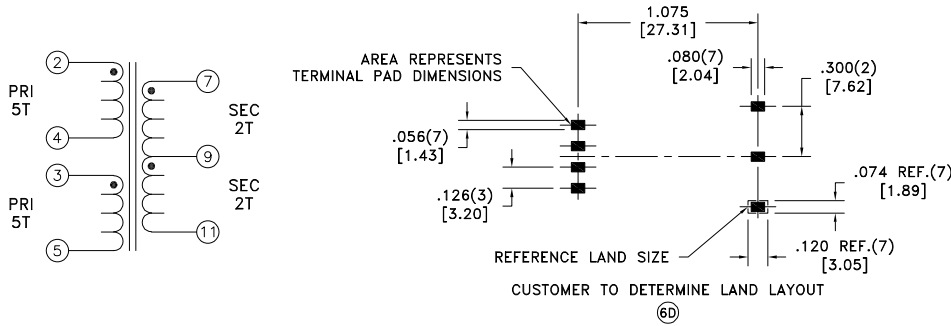 2
4
3
5
PRI
5T
PRI
5T
7
9
11
SEC
2T
SEC
2T
1.075
[27.31]
AREA REPRESENTS
TERMINAL PAD DIMENSIONS
.080(7)
[2.04]
.300(2)
[7.62]
.056(7)
[1.43]
.126(3)
[3.20]
.074 REF.(7)
[1.89]
REFERENCE LAND SIZE
.120 REF.(7)
[3.05]
CUSTOMER TO DETERMINE LAND LAYOUT
6D